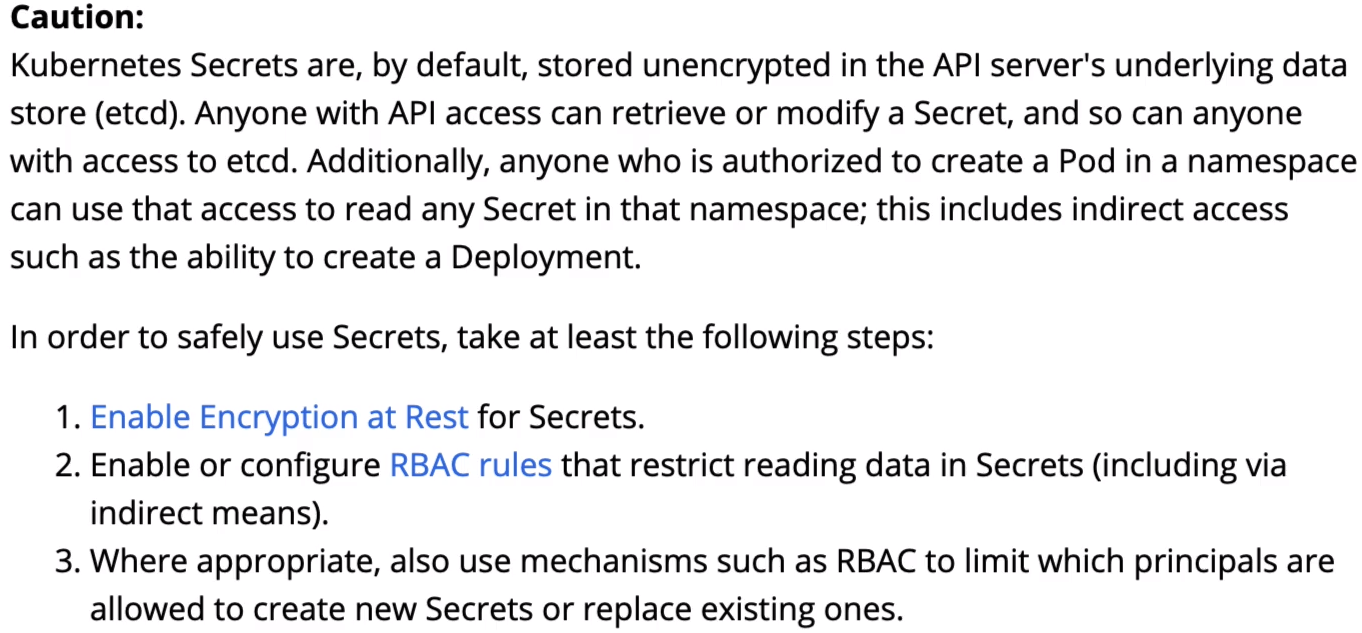 Caution:
Kubernetes Secrets are, by default, stored unencrypted in the API server's underlying data
store (etcd). Anyone with API access can retrieve or modify a Secret, and so can anyone
with access to etcd. Additionally, anyone who is authorized to create a Pod in a namespace
can use that access to read any Secret in that namespace; this includes indirect access
such as the ability to create a Deployment.
In order to safely use Secrets, take at least the following steps:
1. Enable Encryption at Rest for Secrets.
2. Enable or configure RBAC rules that restrict reading data in Secrets (including via
indirect means).
3. Where appropriate, also use mechanisms such as RBAC to limit which principals are
allowed to create new Secrets or replace existing ones.